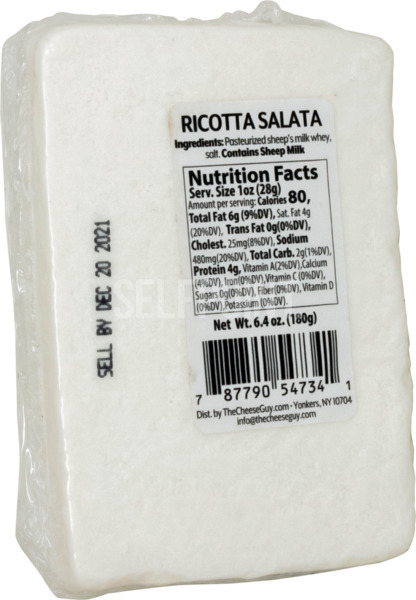 RICOTTA SALATA
Ingredients: Pasteurized sheep's milk whey,
salt. Contains Sheep Milk
Nutrition Facts
Serv. Size 1oz (28g)
Amount per serving: Calories 80,
Total Fat 6g (9%DV), Sat. Fat 4g
(20%DV), Trans Fat 0g(0%DV),
Cholest. 25mg(8%DV), Sodium
480mg(20%DV), Total Carb. 2g(1%DV),
Protein 4g, Vitamin A(2%DV),Calcium
(4%DV), Iron(0%DV),Vitamin C (0%DV),
Sugars 0g(0%DV), Fiber(0%DV), Vitamin D
(0%DV),Potassium (0%DV).
Net Wt. 6.4 oz. (180g)
7 87790 54734 1
Dist. by TheCheeseGuy.com • Yonkers, NY 10704
info@thecheeseguy.com
SELL BY DEC 20 2021